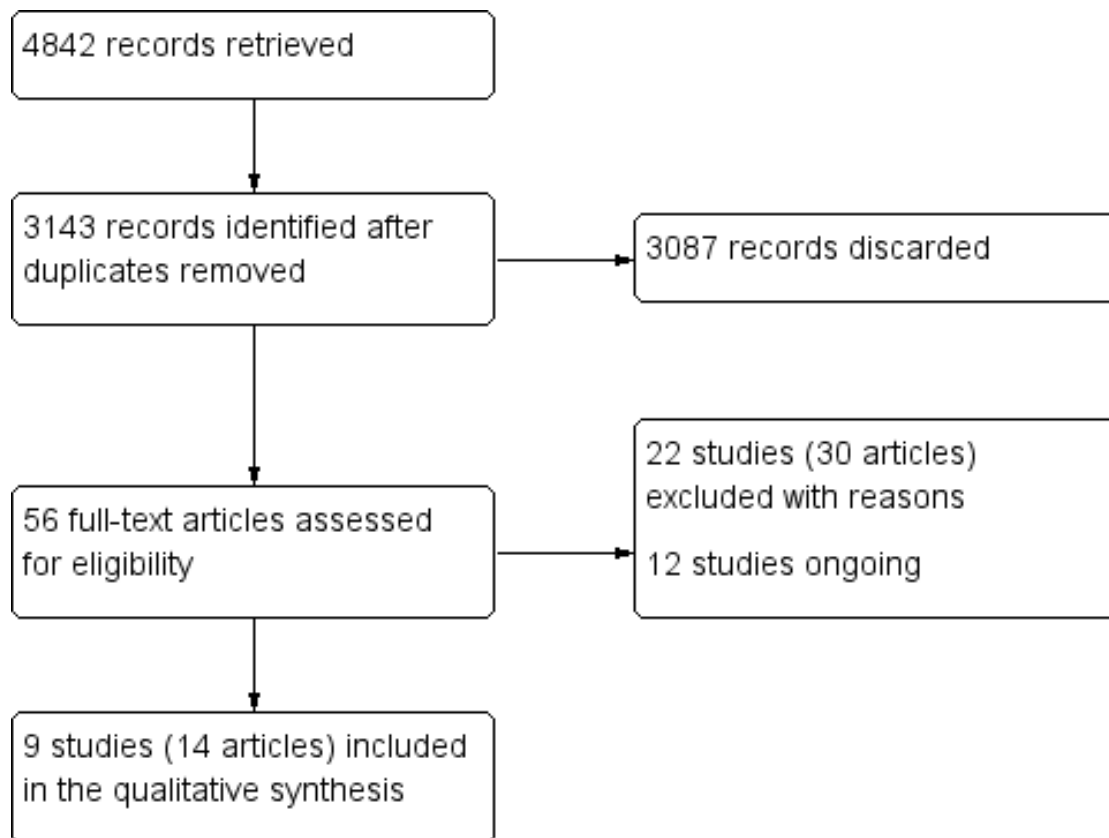 4842 records retrieved
3143 records identified after
duplicates removed
3087 records discarded
56 full-text articles assessed
for eligibility
22 studies (30 articles)
excluded with reasons
12 studies ongoing
9 studies (14 articles) included
in the qualitative synthesis